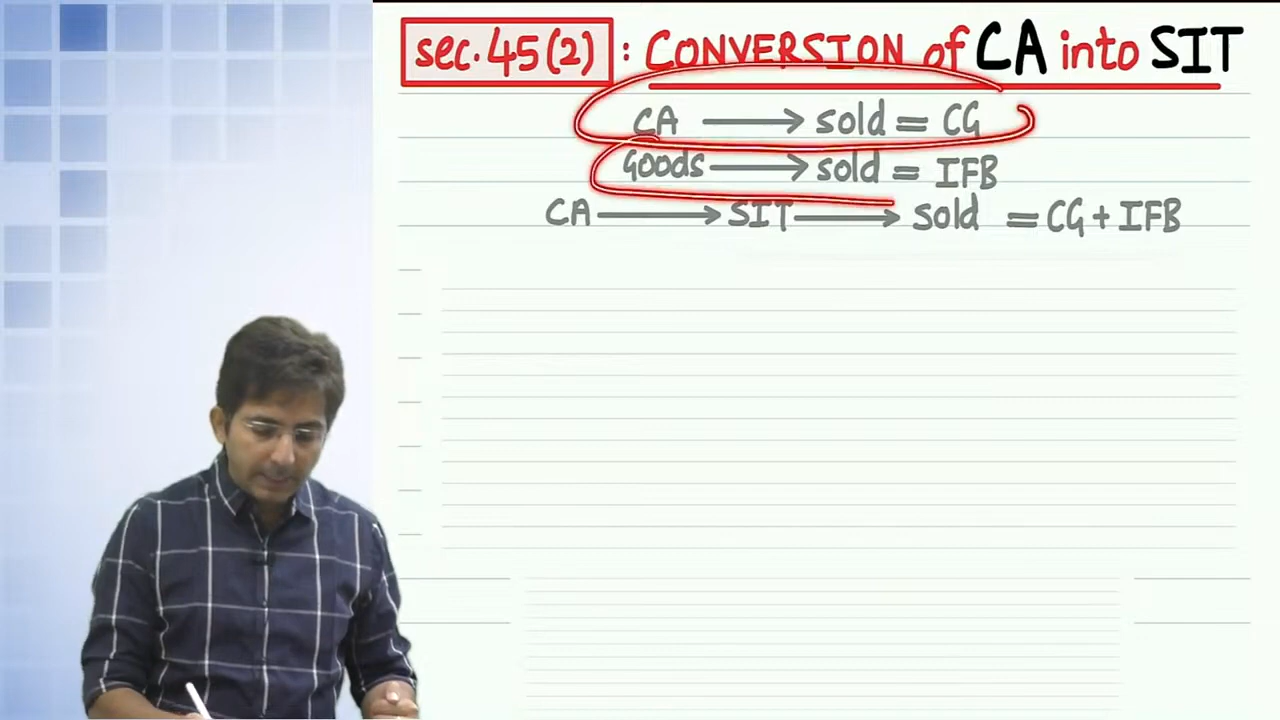 sec. 45(2) : CONVERSION of CA into SIT
CA → sold = CG
Goods → sold = IFB
CA → SIT → sold = CG + IFB